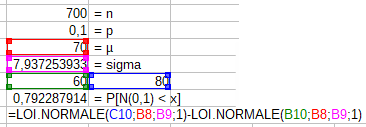 700 = n
0,1 = p
70 = µ
7,937253933 = sigma
60 80
0,792287914 = P[N(0,1) < x]
=LOI.NORMALE(C10;B8;B9;1)-LOI.NORMALE(B10;B8;B9;1)